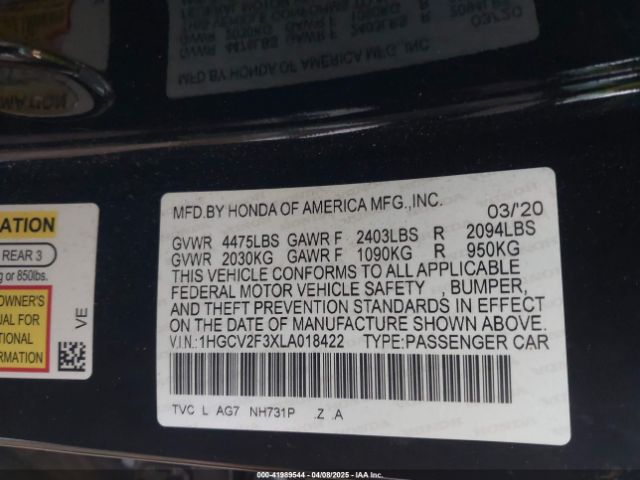 MFD.BY HONDA OF AMERICA MFG.,INC. 03/'20
GVWR 4475LBS GAWR F 2403LBS R 2094LBS
GVWR 2030KG GAWR F 1090KG R 950KG
THIS VEHICLE CONFORMS TO ALL APPLICABLE
FEDERAL MOTOR VEHICLE SAFETY , BUMPER,
AND THEFT PREVENTION STANDARDS IN EFFECT
ON THE DATE OF MANUFACTURE SHOWN ABOVE.
V.I.N.:1HGCV2F3XLA018422 TYPE:PASSENGER CAR
TVC L AG7 NH731P .Z .A
REAR 3
or 850lbs.
OWNER'S
FOR
VE
000-41989544 - 04/08/2025 - IAA Inc.